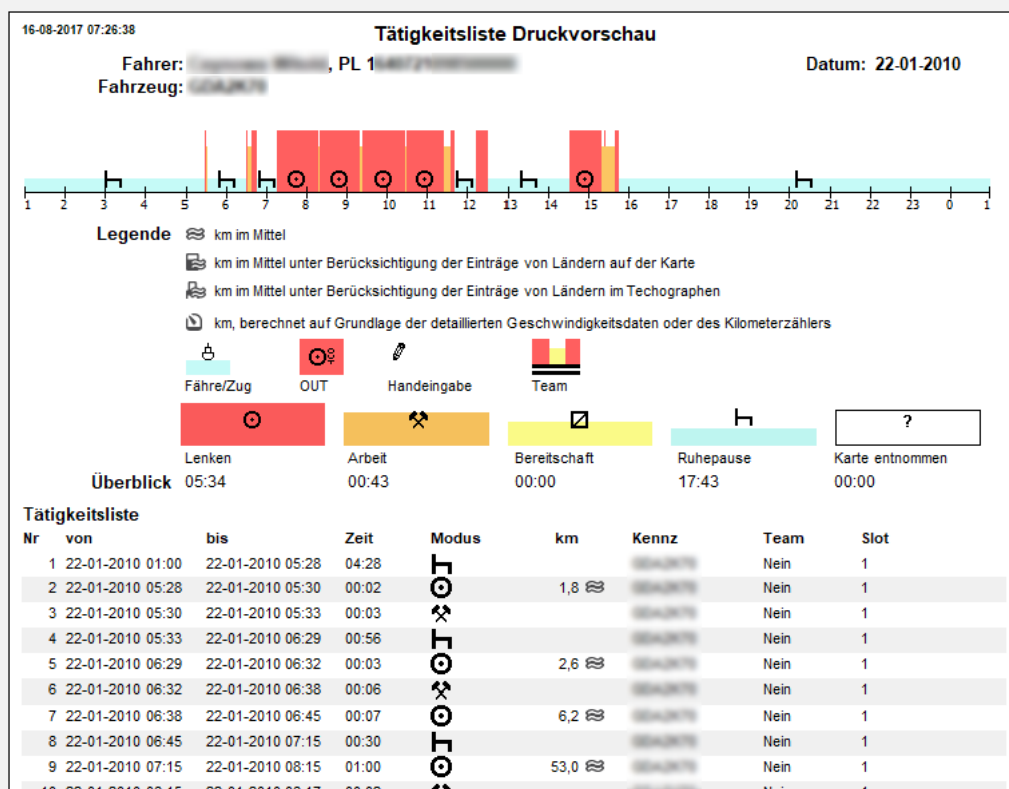 16-08-2017 07:26:38
Tätigkeitsliste Druckvorschau
Fahrer: , PL 1
Datum: 22-01-2010
Fahrzeug:
1 2 3 4 5 6 7 8 9 10 11 12 13 14 15 16 17 18 19 20 21 22 23 0 1
Legende km im Mittel
km im Mittel unter Berücksichtigung der Einträge von Ländern auf der Karte
km im Mittel unter Berücksichtigung der Einträge von Ländern im Techographen
km, berechnet auf Grundlage der detaillierten Geschwindigkeitsdaten oder des Kilometerzählers
Fähre/Zug OUT Handeingabe Team
?
Lenken Arbeit Bereitschaft Ruhepause Karte entnommen
Überblick 05:34 00:43 00:00 17:43 00:00
Tätigkeitsliste
Nr von bis Zeit Modus km Kennz Team Slot
1 22-01-2010 01:00 22-01-2010 05:28 04:28 Nein 1
2 22-01-2010 05:28 22-01-2010 05:30 00:02 1,8 Nein 1
3 22-01-2010 05:30 22-01-2010 05:33 00:03 Nein 1
4 22-01-2010 05:33 22-01-2010 06:29 00:56 Nein 1
5 22-01-2010 06:29 22-01-2010 06:32 00:03 2,6 Nein 1
6 22-01-2010 06:32 22-01-2010 06:38 00:06 Nein 1
7 22-01-2010 06:38 22-01-2010 06:45 00:07 6,2 Nein 1
8 22-01-2010 06:45 22-01-2010 07:15 00:30 Nein 1
9 22-01-2010 07:15 22-01-2010 08:15 01:00 53,0 Nein 1